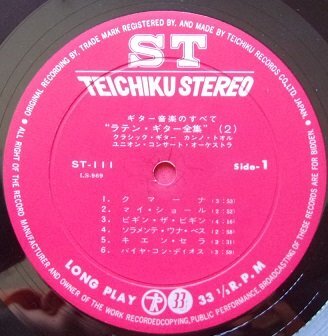 ORIGINAL RECORDING BY, TRADE MARK REGISTERED BY, AND MADE BY TEICHIKU RECORDS CO.LTD, JAPAN.
ST
TEICHIKU STEREO
ギター音楽のすべて
“ラテン・ギター全集” (2)
クラシック・ギター カンノ・トオル
ユニオン・コンサート・オーケストラ
ST-111
LS-969
Side-1
1. クマーナ
2. マイ・ショール
3. ビギン・ザ・ビギン
4. ソラメンテ・ウナ・ベス
5. キエン・セラ
6. バイヤ・コン・ディオス
LONG PLAY
33 1/3 R.P.M
ALL RIGHT OF THE RECORD MANUFACTURER AND OWNER OF THE WORK RECORDED. COPYING, PUBLIC PERFORMANCE, BROADCASTING OF THESE RECORDS ARE FOR BIDDEN